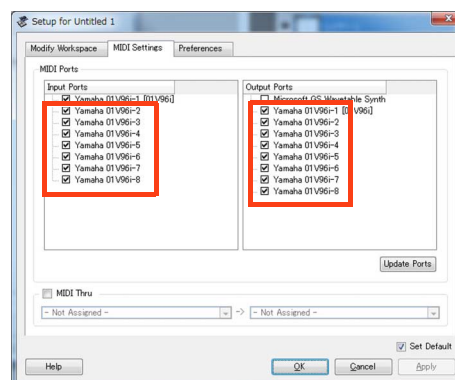 Setup for Untitled 1
Modify Workspace MIDI Settings Preferences
MIDI Ports
Input Ports
Yamaha 01V96i-1 [01V96i]
Yamaha 01V96i-2
Yamaha 01V96i-3
Yamaha 01V96i-4
Yamaha 01V96i-5
Yamaha 01V96i-6
Yamaha 01V96i-7
Yamaha 01V96i-8
Output Ports
Microsoft GS Wavetable Synth
Yamaha 01V96i-1 [01V96i]
Yamaha 01V96i-2
Yamaha 01V96i-3
Yamaha 01V96i-4
Yamaha 01V96i-5
Yamaha 01V96i-6
Yamaha 01V96i-7
Yamaha 01V96i-8
Update Ports
MIDI Thru
- Not Assigned - -> - Not Assigned -
Set Default
Help OK Cancel Apply